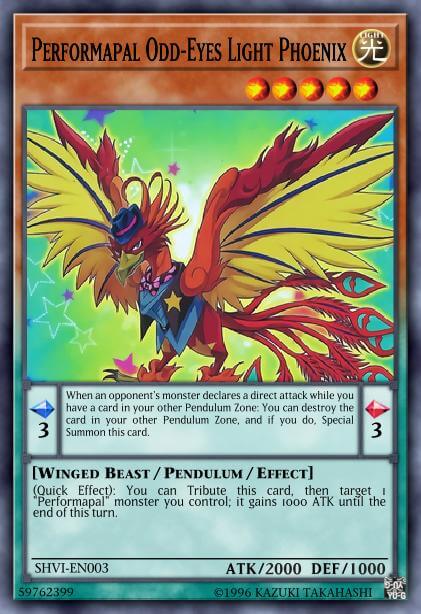 PERFORMAPAL ODD-EYES LIGHT PHOENIX
LIGHT
光
When an opponent's monster declares a direct attack while you
have a card in your other Pendulum Zone: You can destroy the
card in your other Pendulum Zone, and if you do, Special
Summon this card.
3
3
[WINGED BEAST / PENDULUM / EFFECT]
(Quick Effect): You can Tribute this card, then target 1
"Performapal" monster you control; it gains 1000 ATK until the
end of this turn.
SHVI-EN003
ATK/2000 DEF/1000
59762399
©1996 KAZUKI TAKAHASHI